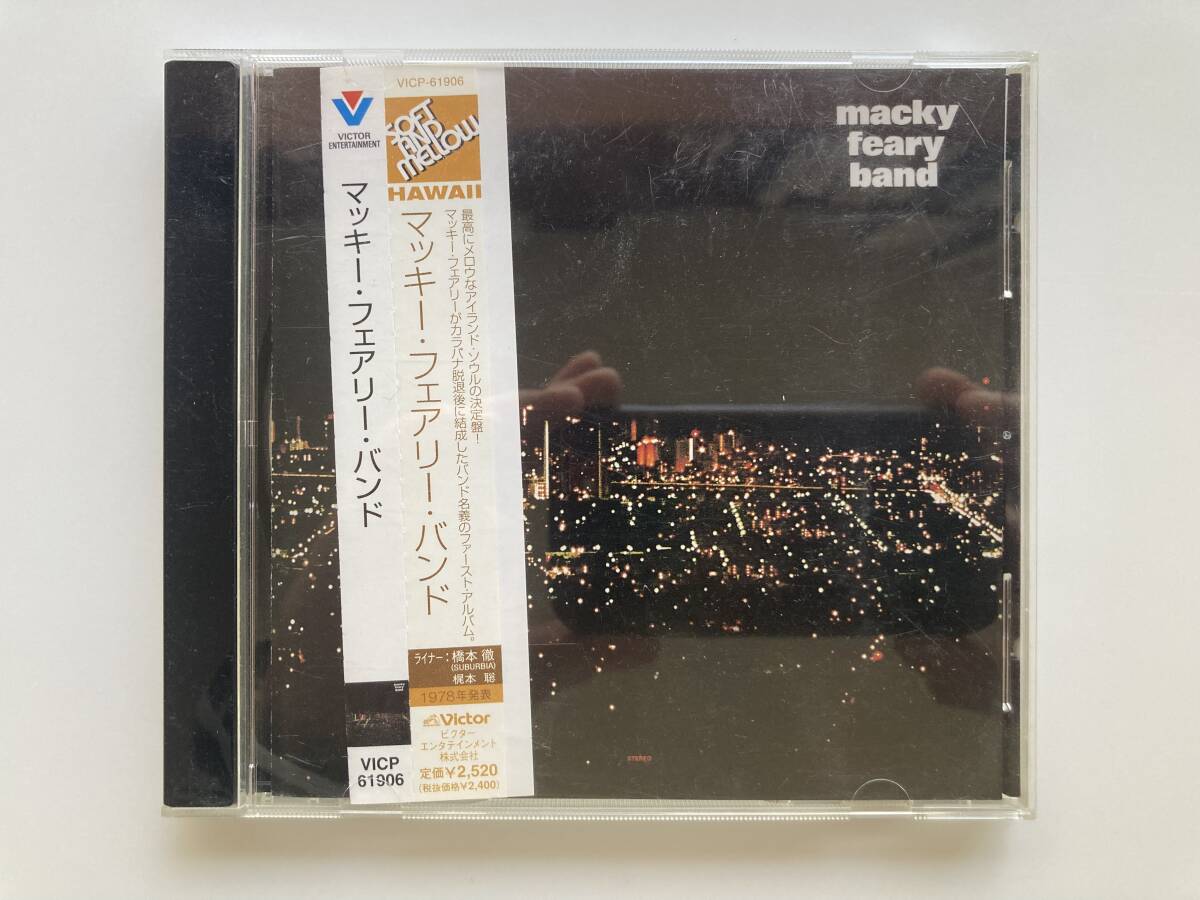 VICTOR
ENTERTAINMENT
マッキー・フェアリー・バンド
VICP
61906
VICP-61906
SOFT
AND
MELLOW
HAWAII
最高にメロウなアイランド・ソウルの決定盤!
マッキー・フェアリーがカラパナ脱退後に結成したバンド名義のファースト・アルバム。
マッキー・フェアリー・バンド
ライナー:橋本 徹
(SUBURBIA)
梶本 聡
1978年発表
Victor
ビクター
エンタテインメント
株式会社
定価¥2,520
(税抜価格¥2,400)
macky
feary
band
STEREO